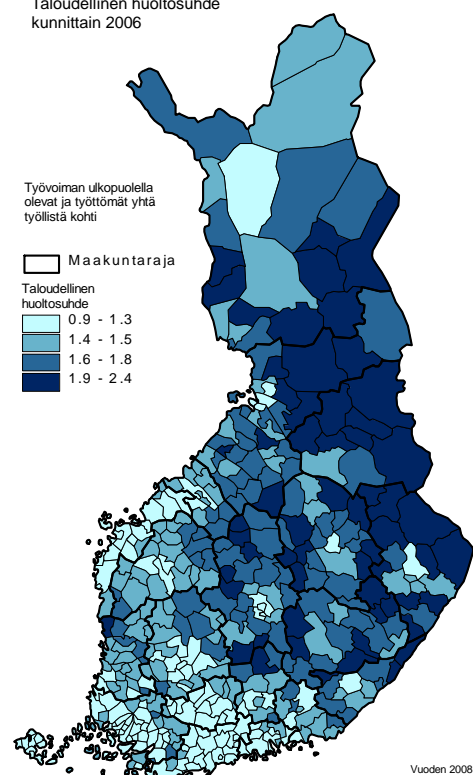 Taloudellinen huoltosuhde
kunnittain 2006
Työvoiman ulkopuolella
olevat ja työttömät yhtä
työllistä kohti
Maakuntaraja
Taloudellinen
huoltosuhde
0.9 - 1.3
1.4 - 1.5
1.6 - 1.8
1.9 - 2.4
Vuoden 2008